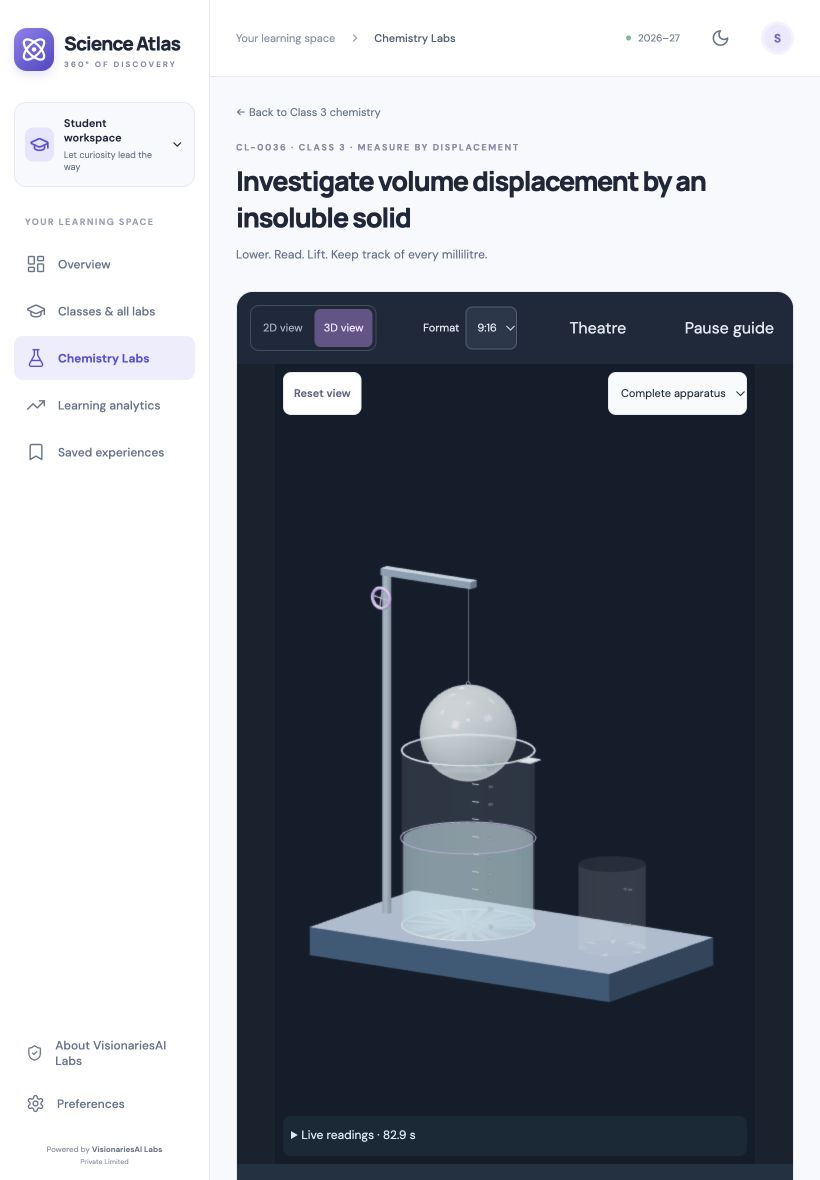 Science Atlas
360° OF DISCOVERY
Student
workspace
Let curiosity lead the
way
YOUR LEARNING SPACE
Overview
Classes & all labs
Chemistry Labs
Learning analytics
Saved experiences
About VisionariesAI
Labs
Preferences
Powered by VisionariesAI Labs
Private Limited
Your learning space > Chemistry Labs
2026–27
S
← Back to Class 3 chemistry
CL-0036 · CLASS 3 · MEASURE BY DISPLACEMENT
Investigate volume displacement by an
insoluble solid
Lower. Read. Lift. Keep track of every millilitre.
2D view 3D view Format 9:16 Theatre Pause guide
Reset view Complete apparatus
▶ Live readings · 82.9 s